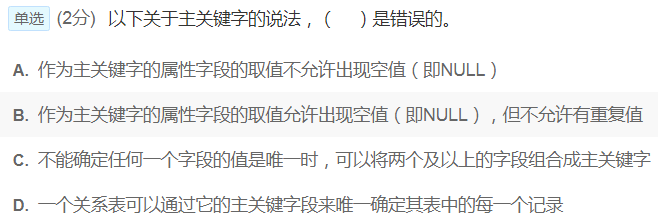 单选 (2分) 以下关于主关键字的说法，（ ）是错误的。
A. 作为主关键字的属性字段的取值不允许出现空值（即NULL）
B. 作为主关键字的属性字段的取值允许出现空值（即NULL），但不允许有重复值
C. 不能确定任何一个字段的值是唯一时，可以将两个及以上的字段组合成主关键字
D. 一个关系表可以通过它的主关键字段来唯一确定其表中的每一个记录